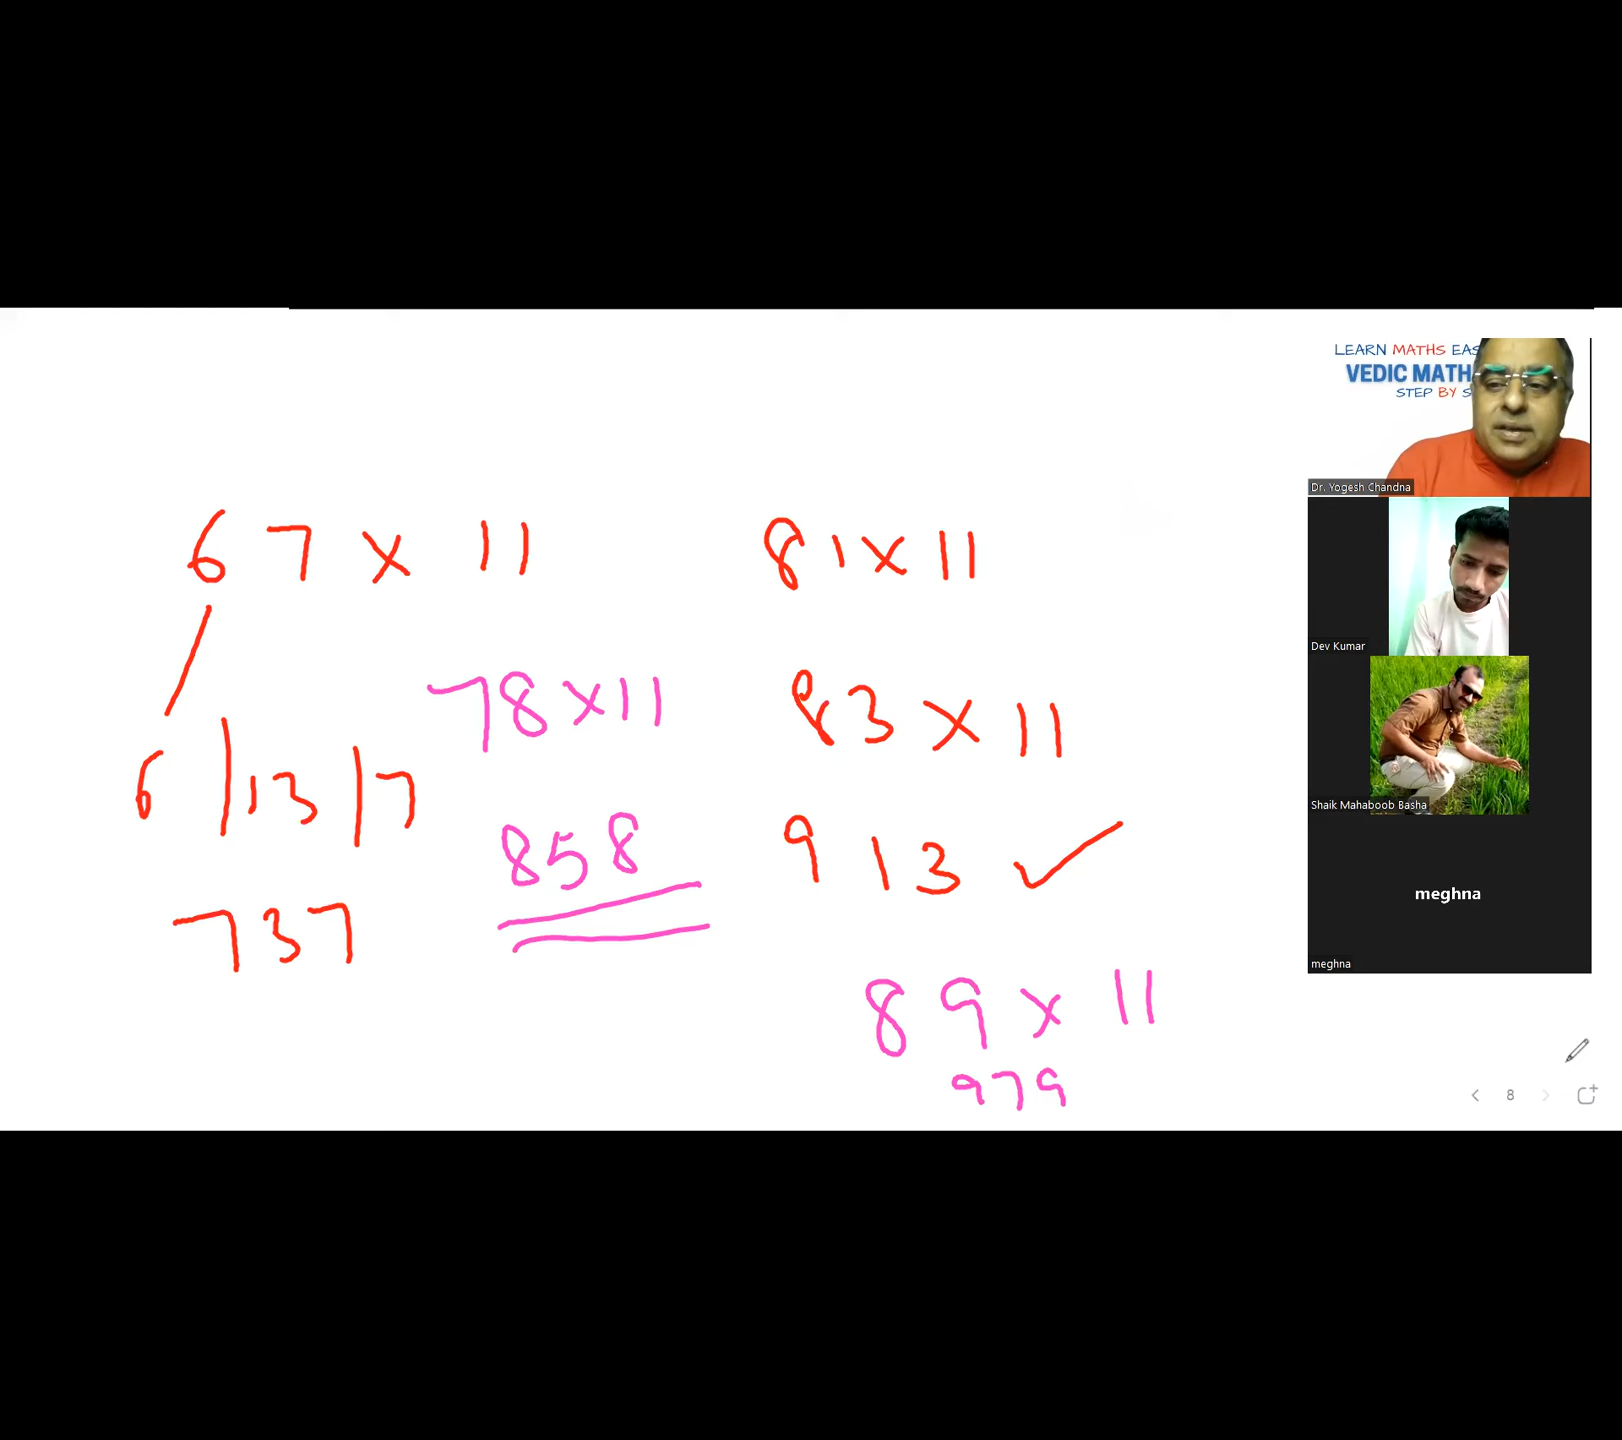 67 x 11
6 | 13 | 7
737
78 x 11
858
81 x 11
83 x 11
913 ✓
89 x 11
979
LEARN MATHS EAS
VEDIC MATH
STEP BY S
Dr. Yogesh Chandna
Dev Kumar
Shaik Mahaboob Basha
meghna
meghna
8